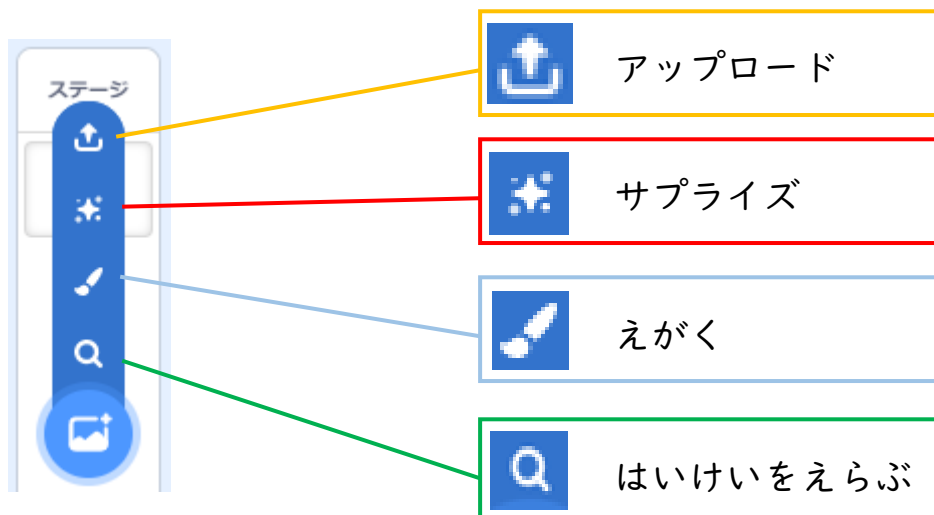 ステージ
アップロード
サプライズ
えがく
はいけいをえらぶ